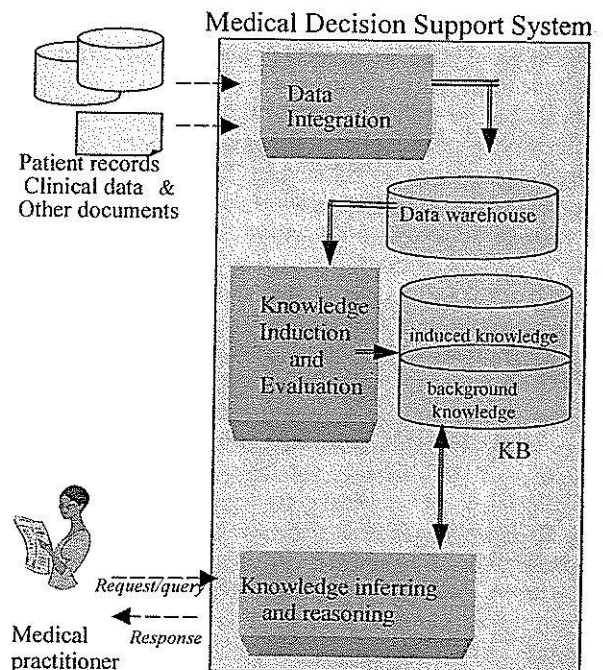 Medical Decision Support System
Data
Integration
Patient records
Clinical data &
Other documents
Data warehouse
Knowledge
Induction
and
Evaluation
induced knowledge
background
knowledge
KB
Request/query
Knowledge inferring
and reasoning
Response
Medical
practitioner